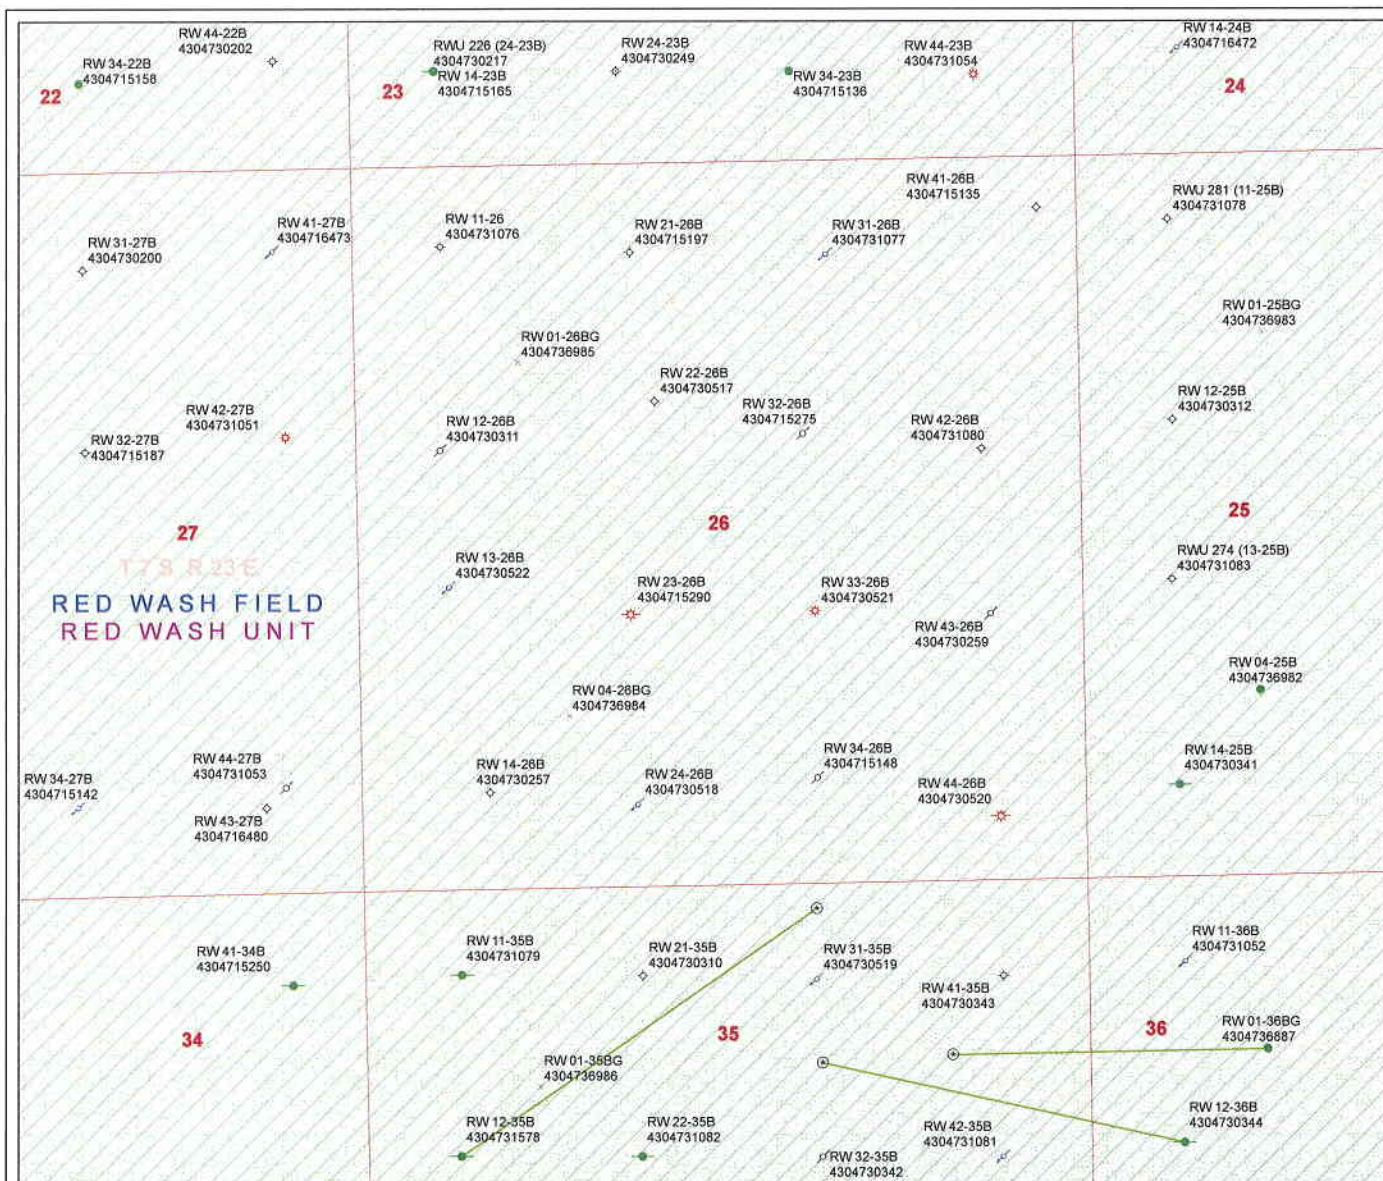 RW 44-22B
4304730202
RW 34-22B
4304715158
22
RWU 226 (24-23B)
4304730217
RW 14-23B
4304715165
23
RW 24-23B
4304730249
RW 34-23B
4304715136
RW 44-23B
4304731054
RW 14-24B
4304716472
24
RW 31-27B
4304730200
RW 41-27B
4304716473
RW 11-26
4304731076
RW 21-26B
4304715197
RW 31-26B
4304731077
RW 41-26B
4304715135
RWU 281 (11-25B)
4304731078
RW 01-25BG
4304736983
RW 01-26BG
4304736985
RW 22-26B
4304730517
RW 32-26B
4304715275
RW 42-26B
4304731080
RW 12-25B
4304730312
RW 42-27B
4304731051
RW 32-27B
4304715187
RW 12-26B
4304730311
27
26
25
T 7 S R 23 E
RED WASH FIELD
RED WASH UNIT
RW 13-26B
4304730522
RW 23-26B
4304715290
RW 33-26B
4304730521
RW 43-26B
4304730259
RWU 274 (13-25B)
4304731083
RW 04-25B
4304736982
RW 04-26BG
4304736984
RW 34-27B
4304715142
RW 44-27B
4304731053
RW 43-27B
4304716480
RW 14-26B
4304730257
RW 24-26B
4304730518
RW 34-26B
4304715148
RW 44-26B
4304730520
RW 14-25B
4304730341
RW 41-34B
4304715250
RW 11-35B
4304731079
RW 21-35B
4304730310
RW 31-35B
4304730519
RW 41-35B
4304730343
RW 11-36B
4304731052
34
35
36
RW 01-36BG
4304736887
RW 01-35BG
4304736986
RW 12-35B
4304731578
RW 22-35B
4304731082
RW 32-35B
4304730342
RW 42-35B
4304731081
RW 12-36B
4304730344